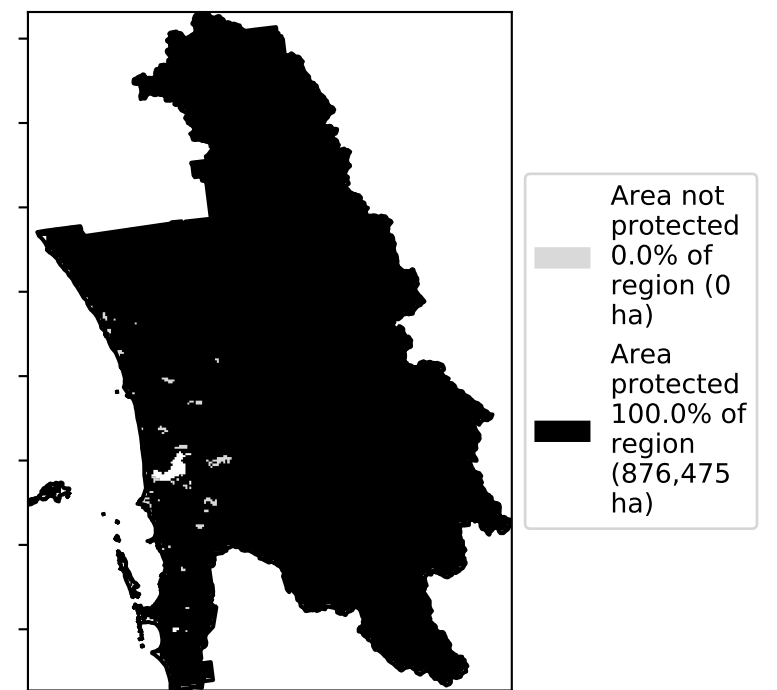 Area not
protected
0.0% of
region (0
ha)
Area
protected
100.0% of
region
(876,475
ha)